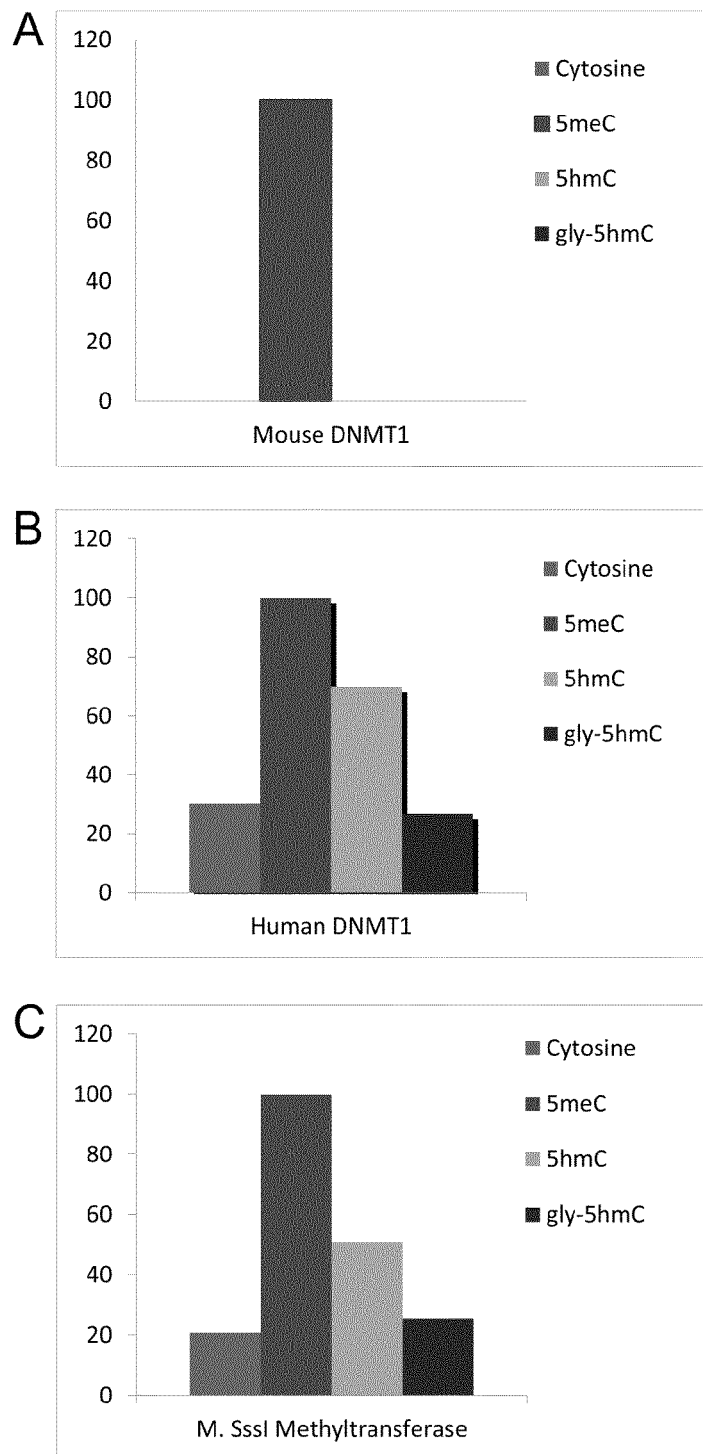 A
120
100
80
60
40
20
0
Mouse DNMT1
Cytosine
5meC
5hmC
gly-5hmC
B
120
100
80
60
40
20
0
Human DNMT1
Cytosine
5meC
5hmC
gly-5hmC
C
120
100
80
60
40
20
0
M. SssI Methyltransferase
Cytosine
5meC
5hmC
gly-5hmC